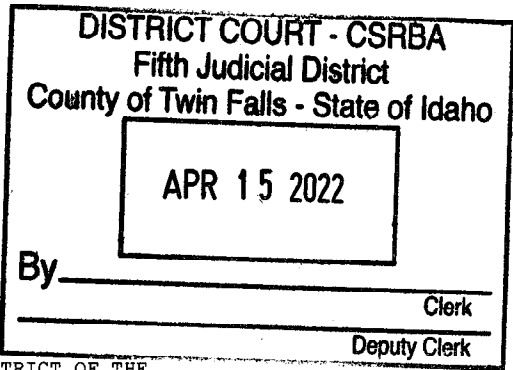 DISTRICT COURT - CSRBA
Fifth Judicial District
County of Twin Falls - State of Idaho
APR 15 2022
By
Clerk
Deputy Clerk
TRICT OF THE